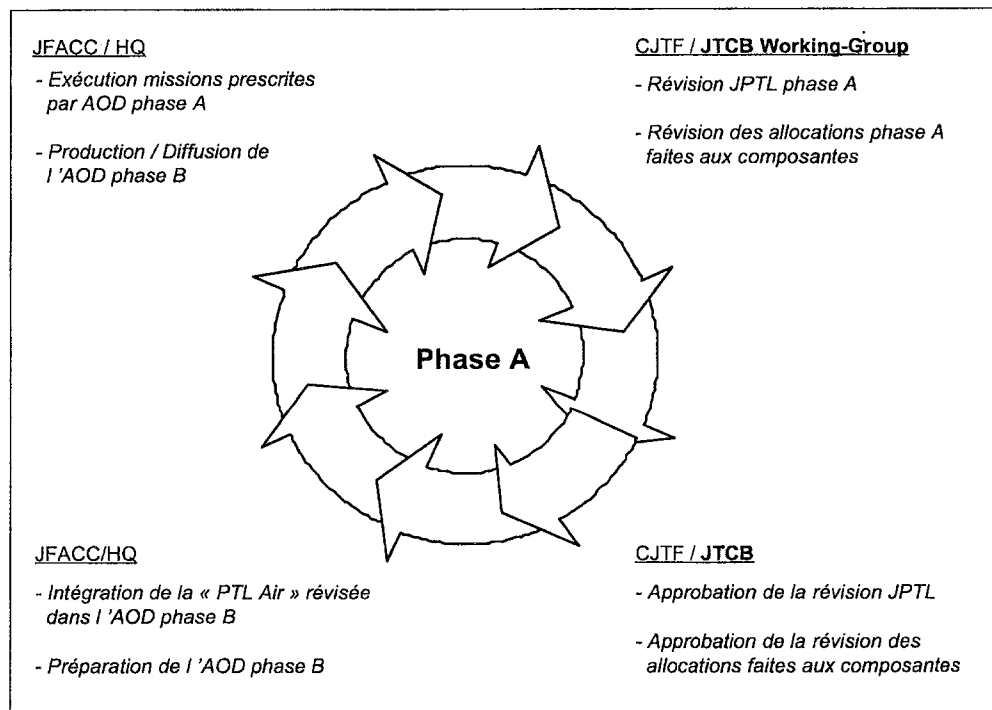 JFACC / HQ
- Exécution missions prescrites
par AOD phase A
- Production / Diffusion de
l 'AOD phase B
CJTF / JTCB Working-Group
- Révision JPTL phase A
- Révision des allocations phase A
faites aux composantes
Phase A
JFACC/HQ
- Intégration de la « PTL Air » révisée
dans l 'AOD phase B
- Préparation de l 'AOD phase B
CJTF / JTCB
- Approbation de la révision JPTL
- Approbation de la révision des
allocations faites aux composantes